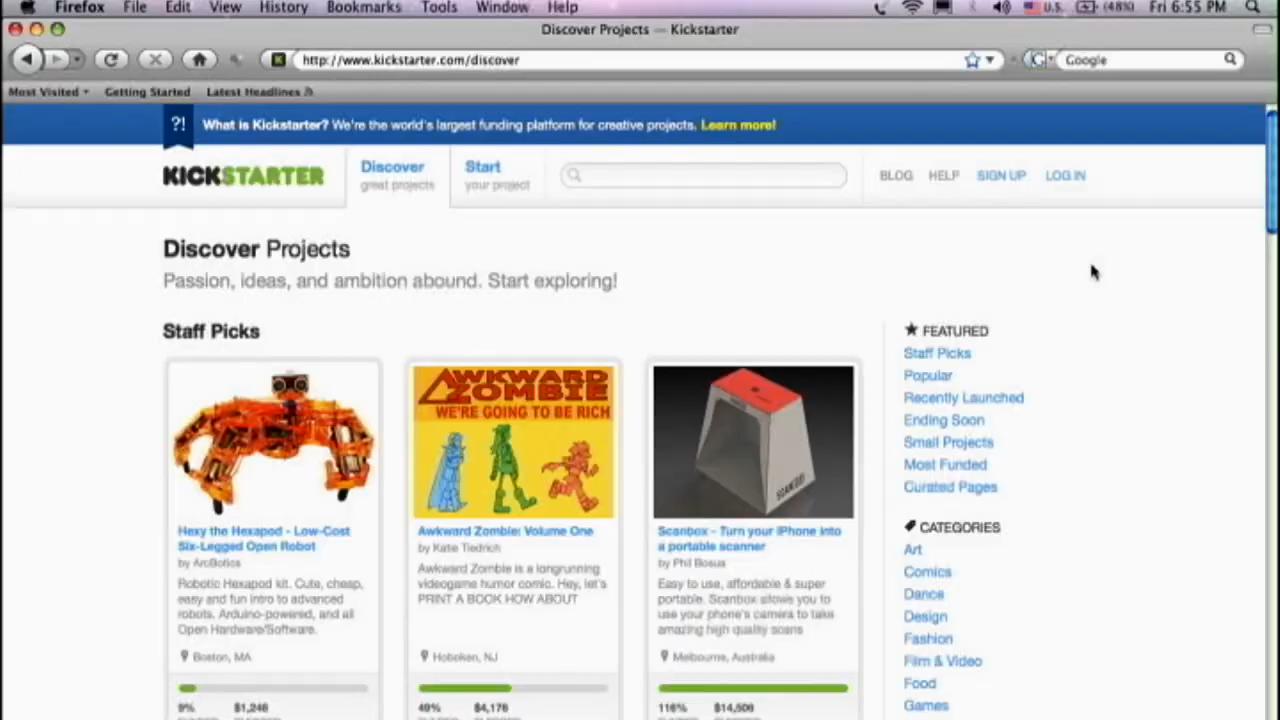 Firefox File Edit View History Bookmarks Tools Window Help U.S. (48%) Fri 6:55 PM
Discover Projects — Kickstarter
http://www.kickstarter.com/discover Google
Most Visited Getting Started Latest Headlines
?! What is Kickstarter? We're the world's largest funding platform for creative projects. Learn more!
KICKSTARTER
Discover
great projects
Start
your project
BLOG HELP SIGN UP LOG IN
Discover Projects
Passion, ideas, and ambition abound. Start exploring!
Staff Picks
Hexy the Hexapod - Low-Cost
Six-Legged Open Robot
by ArcBotics
Robotic Hexapod kit. Cute, cheap,
easy and fun intro to advanced
robots. Arduino-powered, and all
Open Hardware/Software.
Boston, MA
9% $1,246
AWKWARD
ZOMBIE
WE'RE GOING TO BE RICH
Awkward Zombie: Volume One
by Katie Tiedrich
Awkward Zombie is a longrunning
videogame humor comic. Hey, let's
PRINT A BOOK HOW ABOUT
Hoboken, NJ
49% $4,176
SCANBOX
Scanbox - Turn your iPhone into
a portable scanner
by Phil Bosua
Easy to use, affordable & super
portable. Scanbox allows you to
use your phone's camera to take
amazing high quality scans
Melbourne, Australia
116% $14,506
FEATURED
Staff Picks
Popular
Recently Launched
Ending Soon
Small Projects
Most Funded
Curated Pages
CATEGORIES
Art
Comics
Dance
Design
Fashion
Film & Video
Food
Games